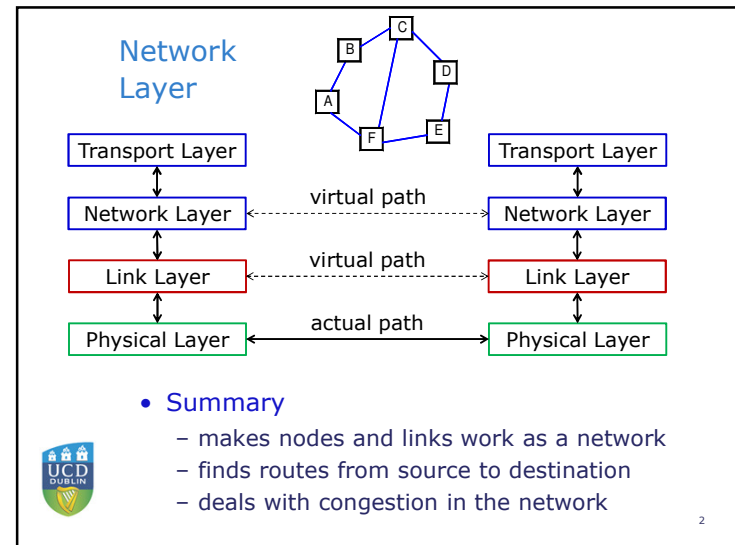 Network
Layer
C
B
D
A
F
E
Transport Layer
Transport Layer
Network Layer
virtual path
Network Layer
Link Layer
virtual path
Link Layer
Physical Layer
actual path
Physical Layer
• Summary
– makes nodes and links work as a network
– finds routes from source to destination
– deals with congestion in the network
UCD
DUBLIN
2